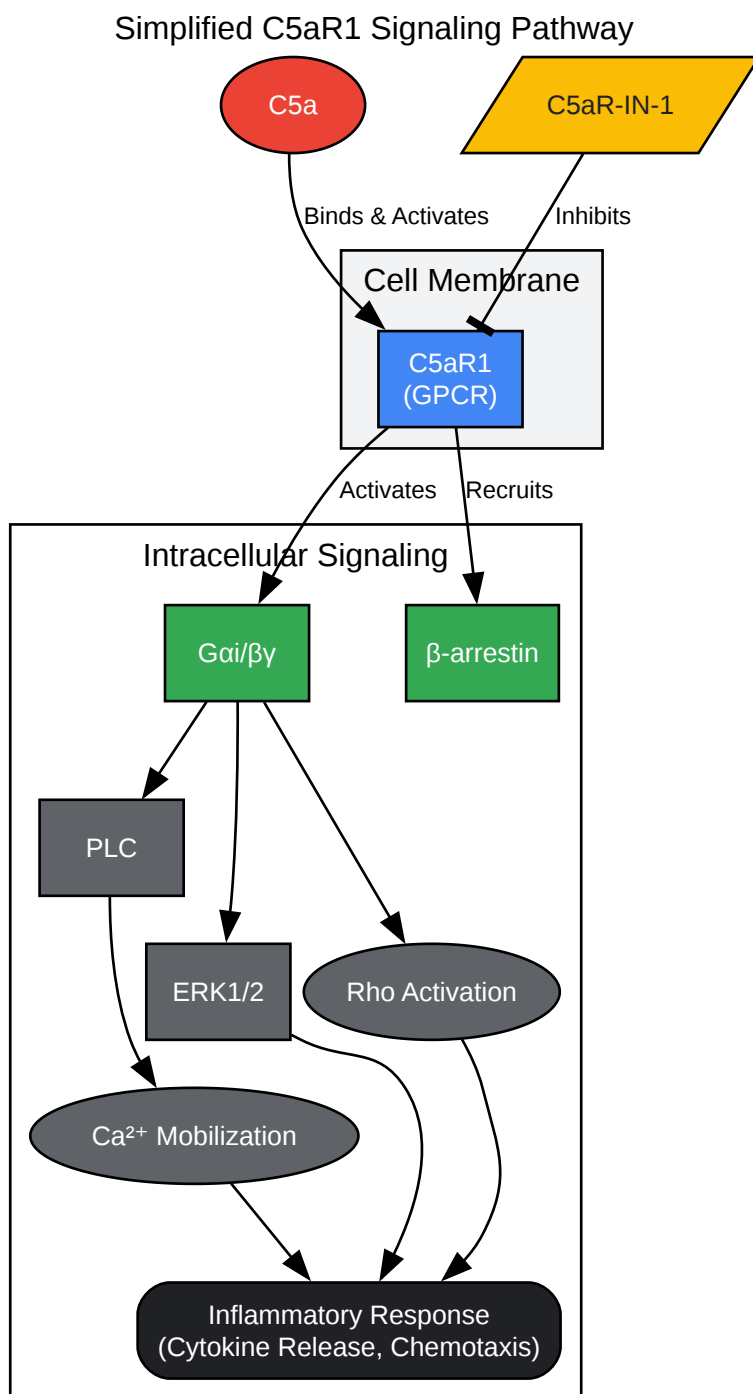 Simplified C5aR1 Signaling Pathway
C5a
C5aR-IN-1
Binds & Activates
Inhibits
Cell Membrane
C5aR1
(GPCR)
Activates
Recruits
Intracellular Signaling
Gαi/βγ
β-arrestin
PLC
ERK1/2
Rho Activation
Ca²⁺ Mobilization
Inflammatory Response
(Cytokine Release, Chemotaxis)